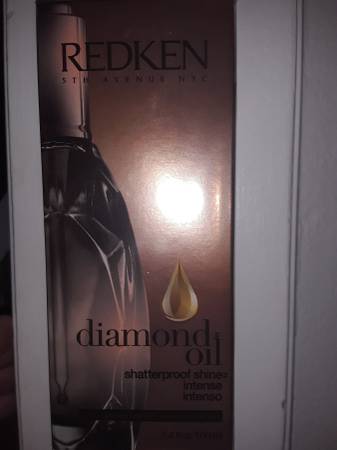 REDKEN
5TH AVENUE NYC
diamond
oil
shatterproof shine
intense
intenso